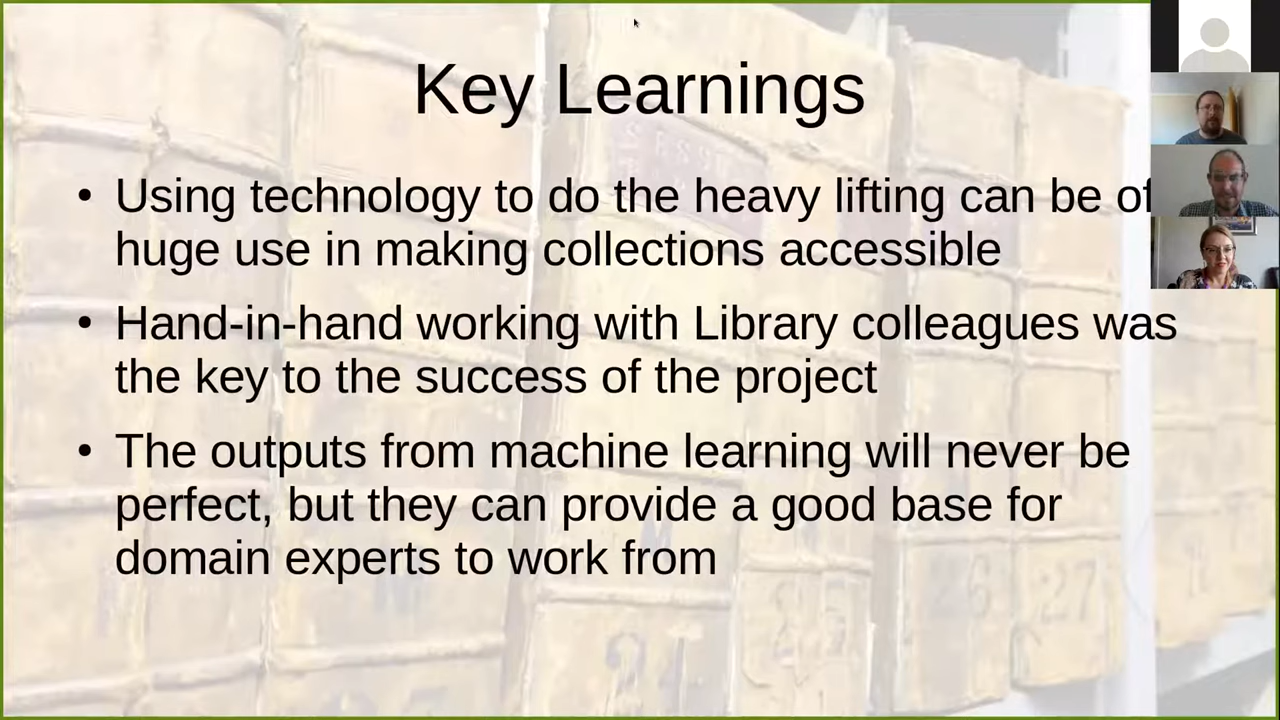 Key Learnings
• Using technology to do the heavy lifting can be of
huge use in making collections accessible
• Hand-in-hand working with Library colleagues was
the key to the success of the project
• The outputs from machine learning will never be
perfect, but they can provide a good base for
domain experts to work from
26
27